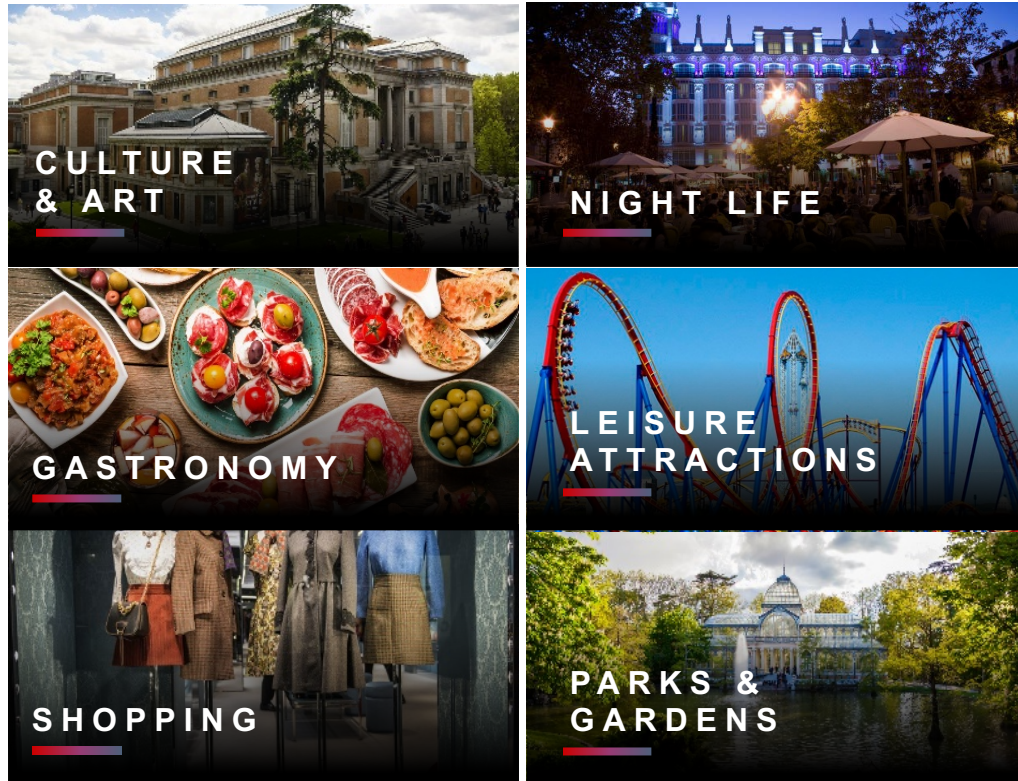 CULTURE
& ART
NIGHT LIFE
GASTRONOMY
LEISURE
ATTRACTIONS
SHOPPING
PARKS &
GARDENS